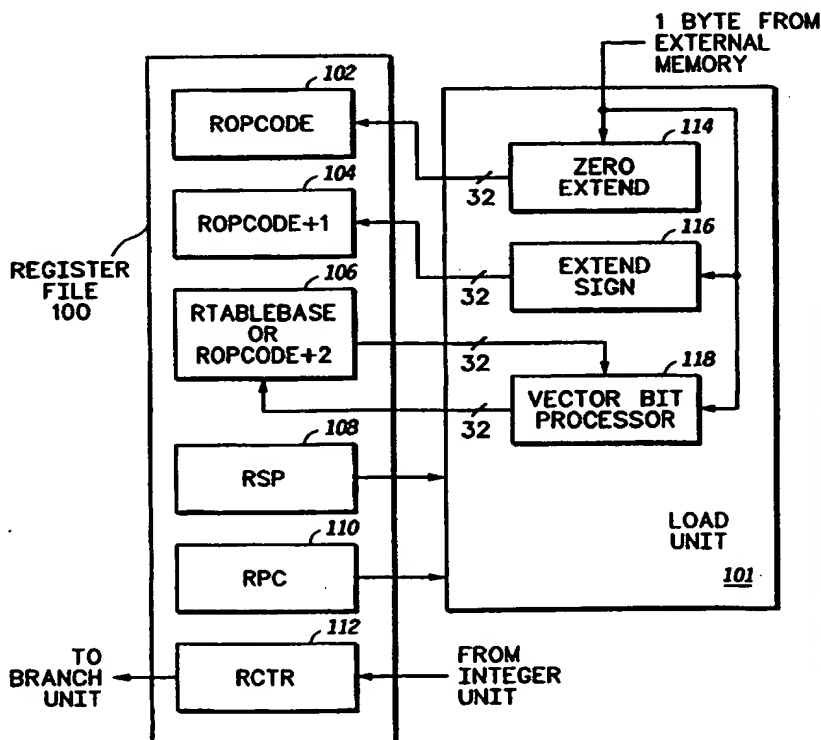 1 BYTE FROM
EXTERNAL
MEMORY
102
ROPCODE
114
ZERO
EXTEND
32
104
ROPCODE+1
116
EXTEND
SIGN
32
REGISTER
FILE
100
106
RTABLEBASE
OR
ROPCODE+2
32
118
VECTOR BIT
PROCESSOR
32
108
RSP
LOAD
UNIT
101
110
RPC
112
RCTR
TO
BRANCH
UNIT
FROM
INTEGER
UNIT